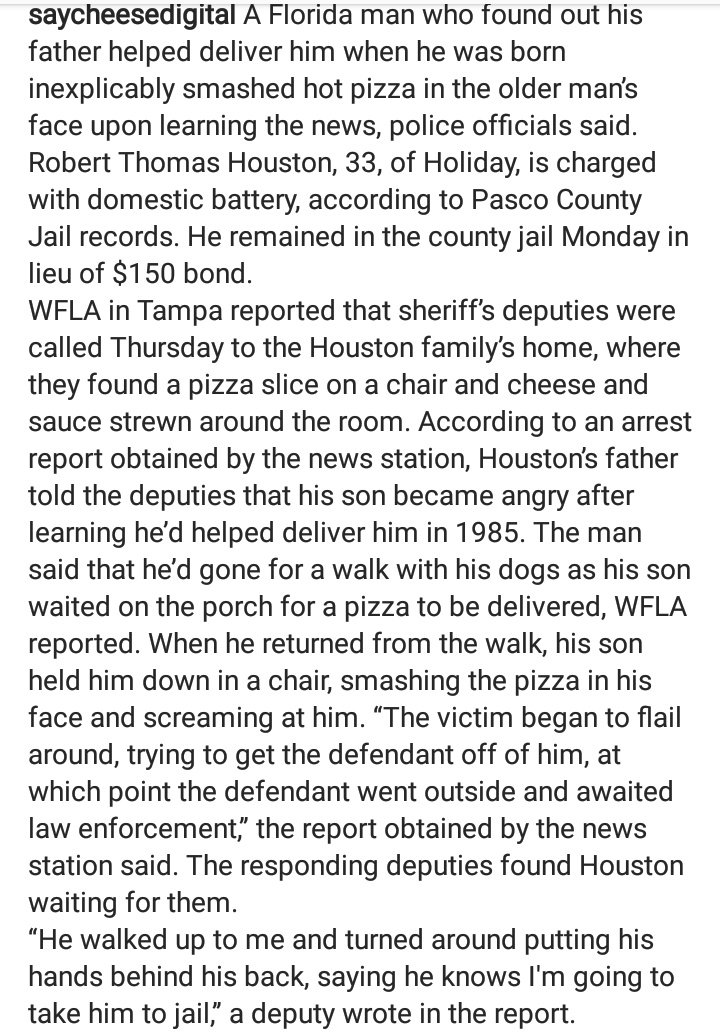 saycheesedigital A Florida man who found out his
father helped deliver him when he was born
inexplicably smashed hot pizza in the older man's
face upon learning the news, police officials said.
Robert Thomas Houston, 33, of Holiday, is charged
with domestic battery, according to Pasco County
Jail records. He remained in the county jail Monday in
lieu of $150 bond.
WFLA in Tampa reported that sheriff's deputies were
called Thursday to the Houston family's home, where
they found a pizza slice on a chair and cheese and
sauce strewn around the room. According to an arrest
report obtained by the news station, Houston's father
told the deputies that his son became angry after
learning he'd helped deliver him in 1985. The man
said that he'd gone for a walk with his dogs as his son
waited on the porch for a pizza to be delivered, WFLA
reported. When he returned from the walk, his son
held him down in a chair, smashing the pizza in his
face and screaming at him. “The victim began to flail
around, trying to get the defendant off of him, at
which point the defendant went outside and awaited
law enforcement,” the report obtained by the news
station said. The responding deputies found Houston
waiting for them.
“He walked up to me and turned around putting his
hands behind his back, saying he knows I'm going to
take him to jail,” a deputy wrote in the report.